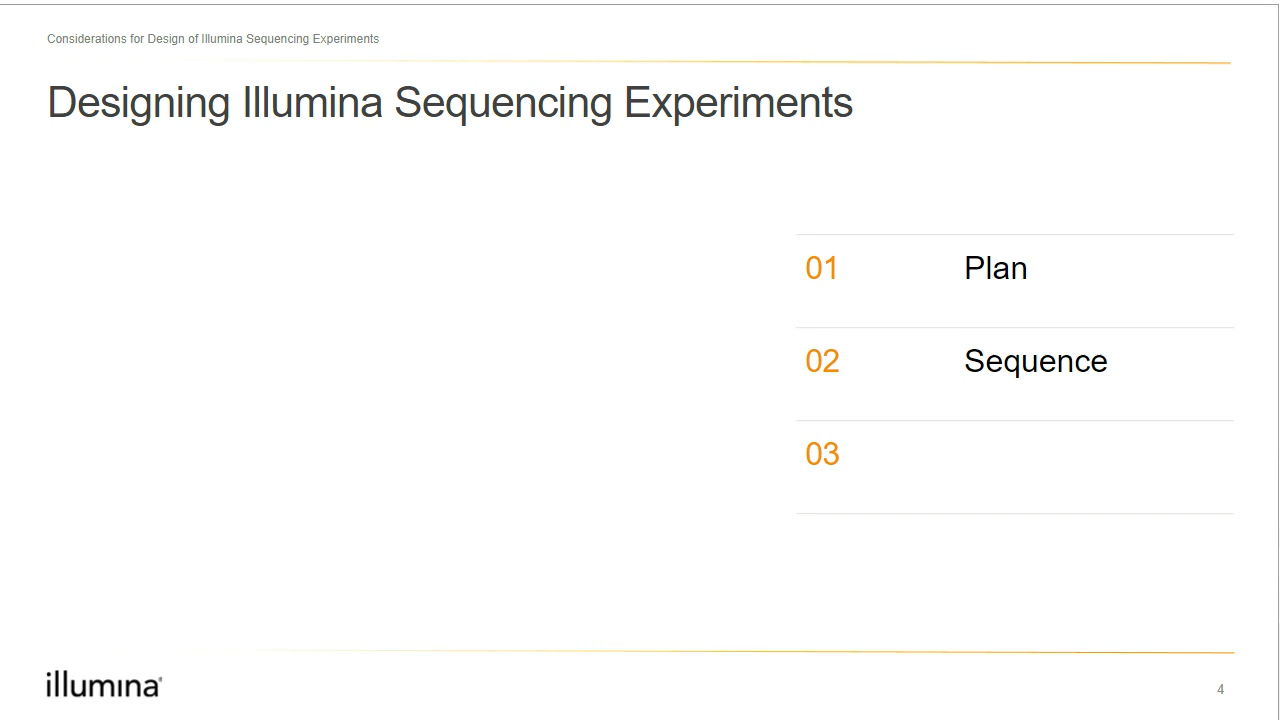 Considerations for Design of Illumina Sequencing Experiments
Designing Illumina Sequencing Experiments
01 Plan
02 Sequence
03
illumina®
4